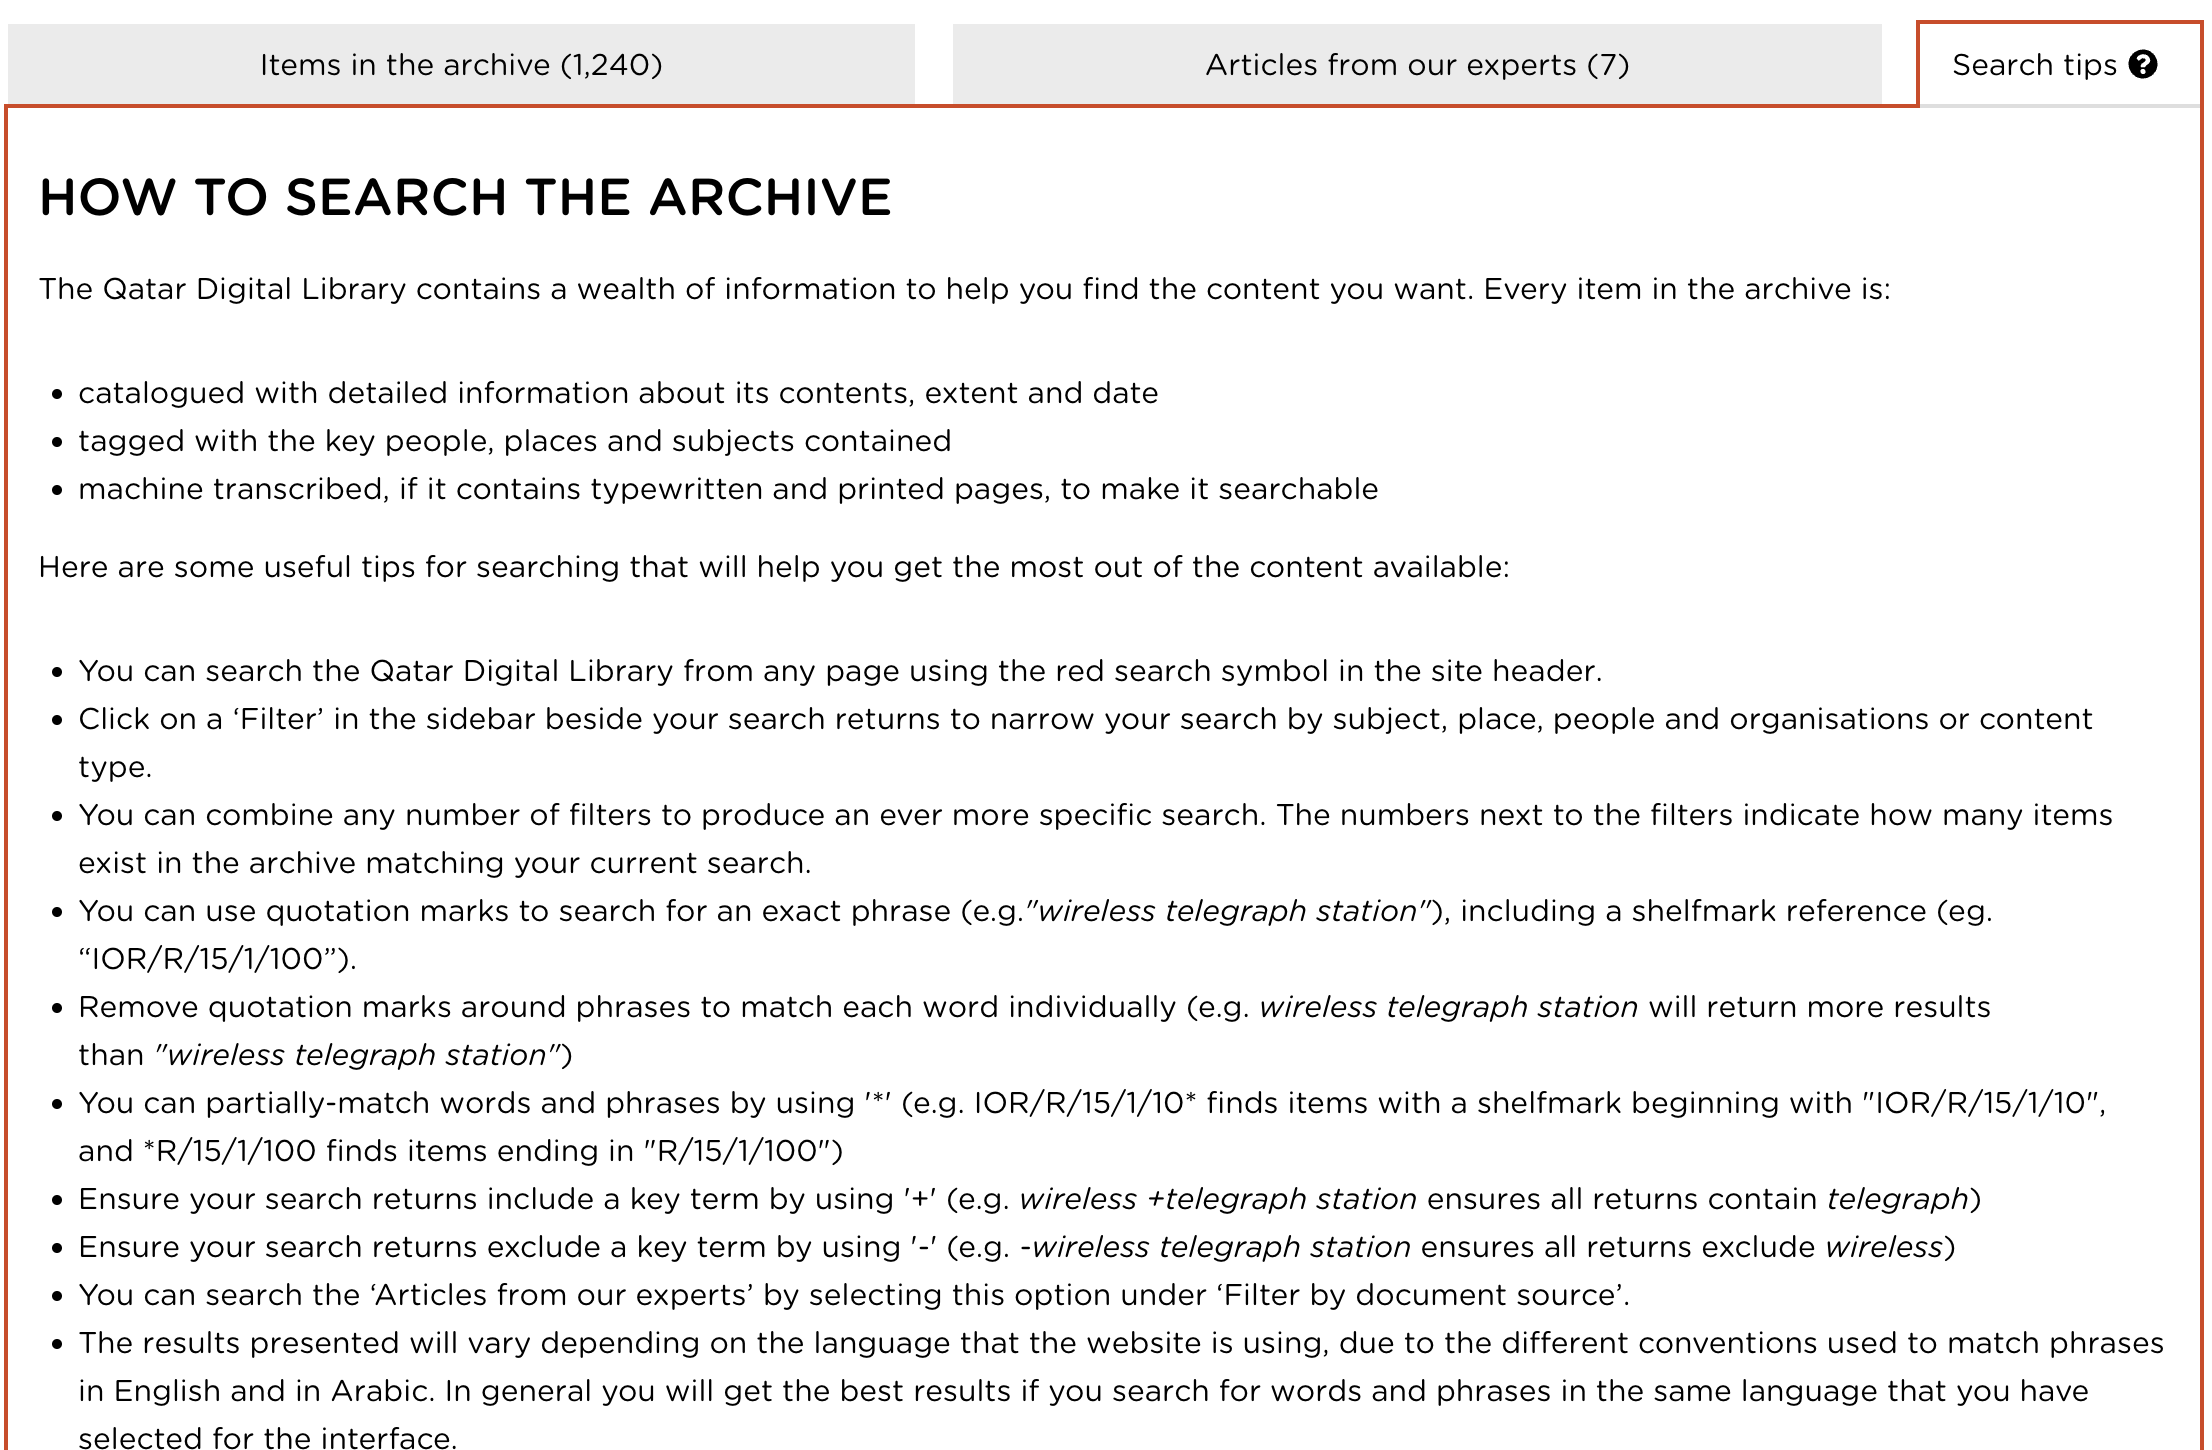 Items in the archive (1,240)
Articles from our experts (7)
Search tips ?
HOW TO SEARCH THE ARCHIVE
The Qatar Digital Library contains a wealth of information to help you find the content you want. Every item in the archive is:
• catalogued with detailed information about its contents, extent and date
• tagged with the key people, places and subjects contained
• machine transcribed, if it contains typewritten and printed pages, to make it searchable
Here are some useful tips for searching that will help you get the most out of the content available:
• You can search the Qatar Digital Library from any page using the red search symbol in the site header.
• Click on a ‘Filter’ in the sidebar beside your search returns to narrow your search by subject, place, people and organisations or content
type.
• You can combine any number of filters to produce an ever more specific search. The numbers next to the filters indicate how many items
exist in the archive matching your current search.
• You can use quotation marks to search for an exact phrase (e.g."wireless telegraph station"), including a shelfmark reference (eg.
“IOR/R/15/1/100”).
• Remove quotation marks around phrases to match each word individually (e.g. wireless telegraph station will return more results
than "wireless telegraph station")
• You can partially-match words and phrases by using '*' (e.g. IOR/R/15/1/10* finds items with a shelfmark beginning with "IOR/R/15/1/10",
and *R/15/1/100 finds items ending in "R/15/1/100")
• Ensure your search returns include a key term by using '+' (e.g. wireless +telegraph station ensures all returns contain telegraph)
• Ensure your search returns exclude a key term by using '-' (e.g. -wireless telegraph station ensures all returns exclude wireless)
• You can search the ‘Articles from our experts’ by selecting this option under ‘Filter by document source’.
• The results presented will vary depending on the language that the website is using, due to the different conventions used to match phrases
in English and in Arabic. In general you will get the best results if you search for words and phrases in the same language that you have
selected for the interface.